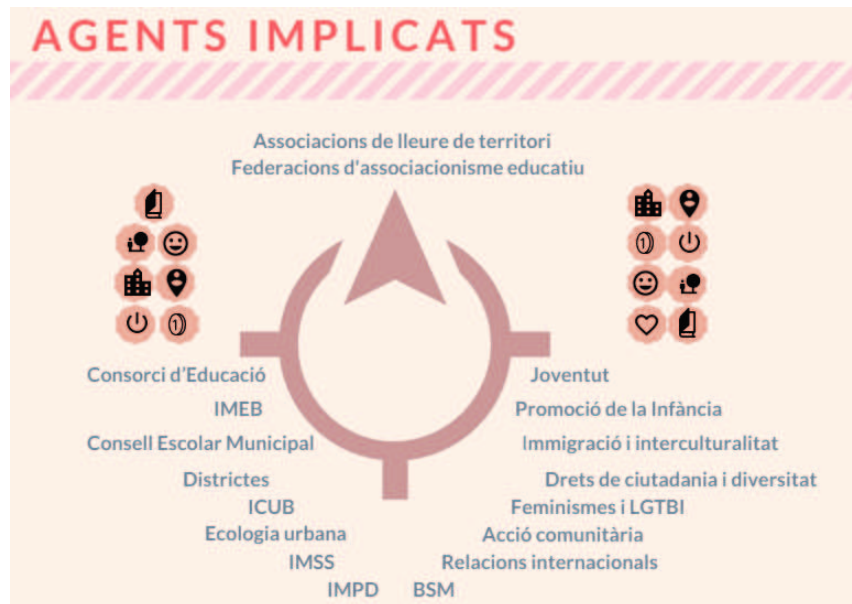 AGENTS IMPLICATS
Associacions de lleure de territori
Federacions d'associacionisme educatiu
1
1
Consorci d'Educació
Joventut
IMEB
Promoció de la Infància
Consell Escolar Municipal
Immigració i interculturalitat
Districtes
Drets de ciutadania i diversitat
ICUB
Feminismes i LGTBI
Ecologia urbana
Acció comunitària
IMSS
Relacions internacionals
IMPD
BSM